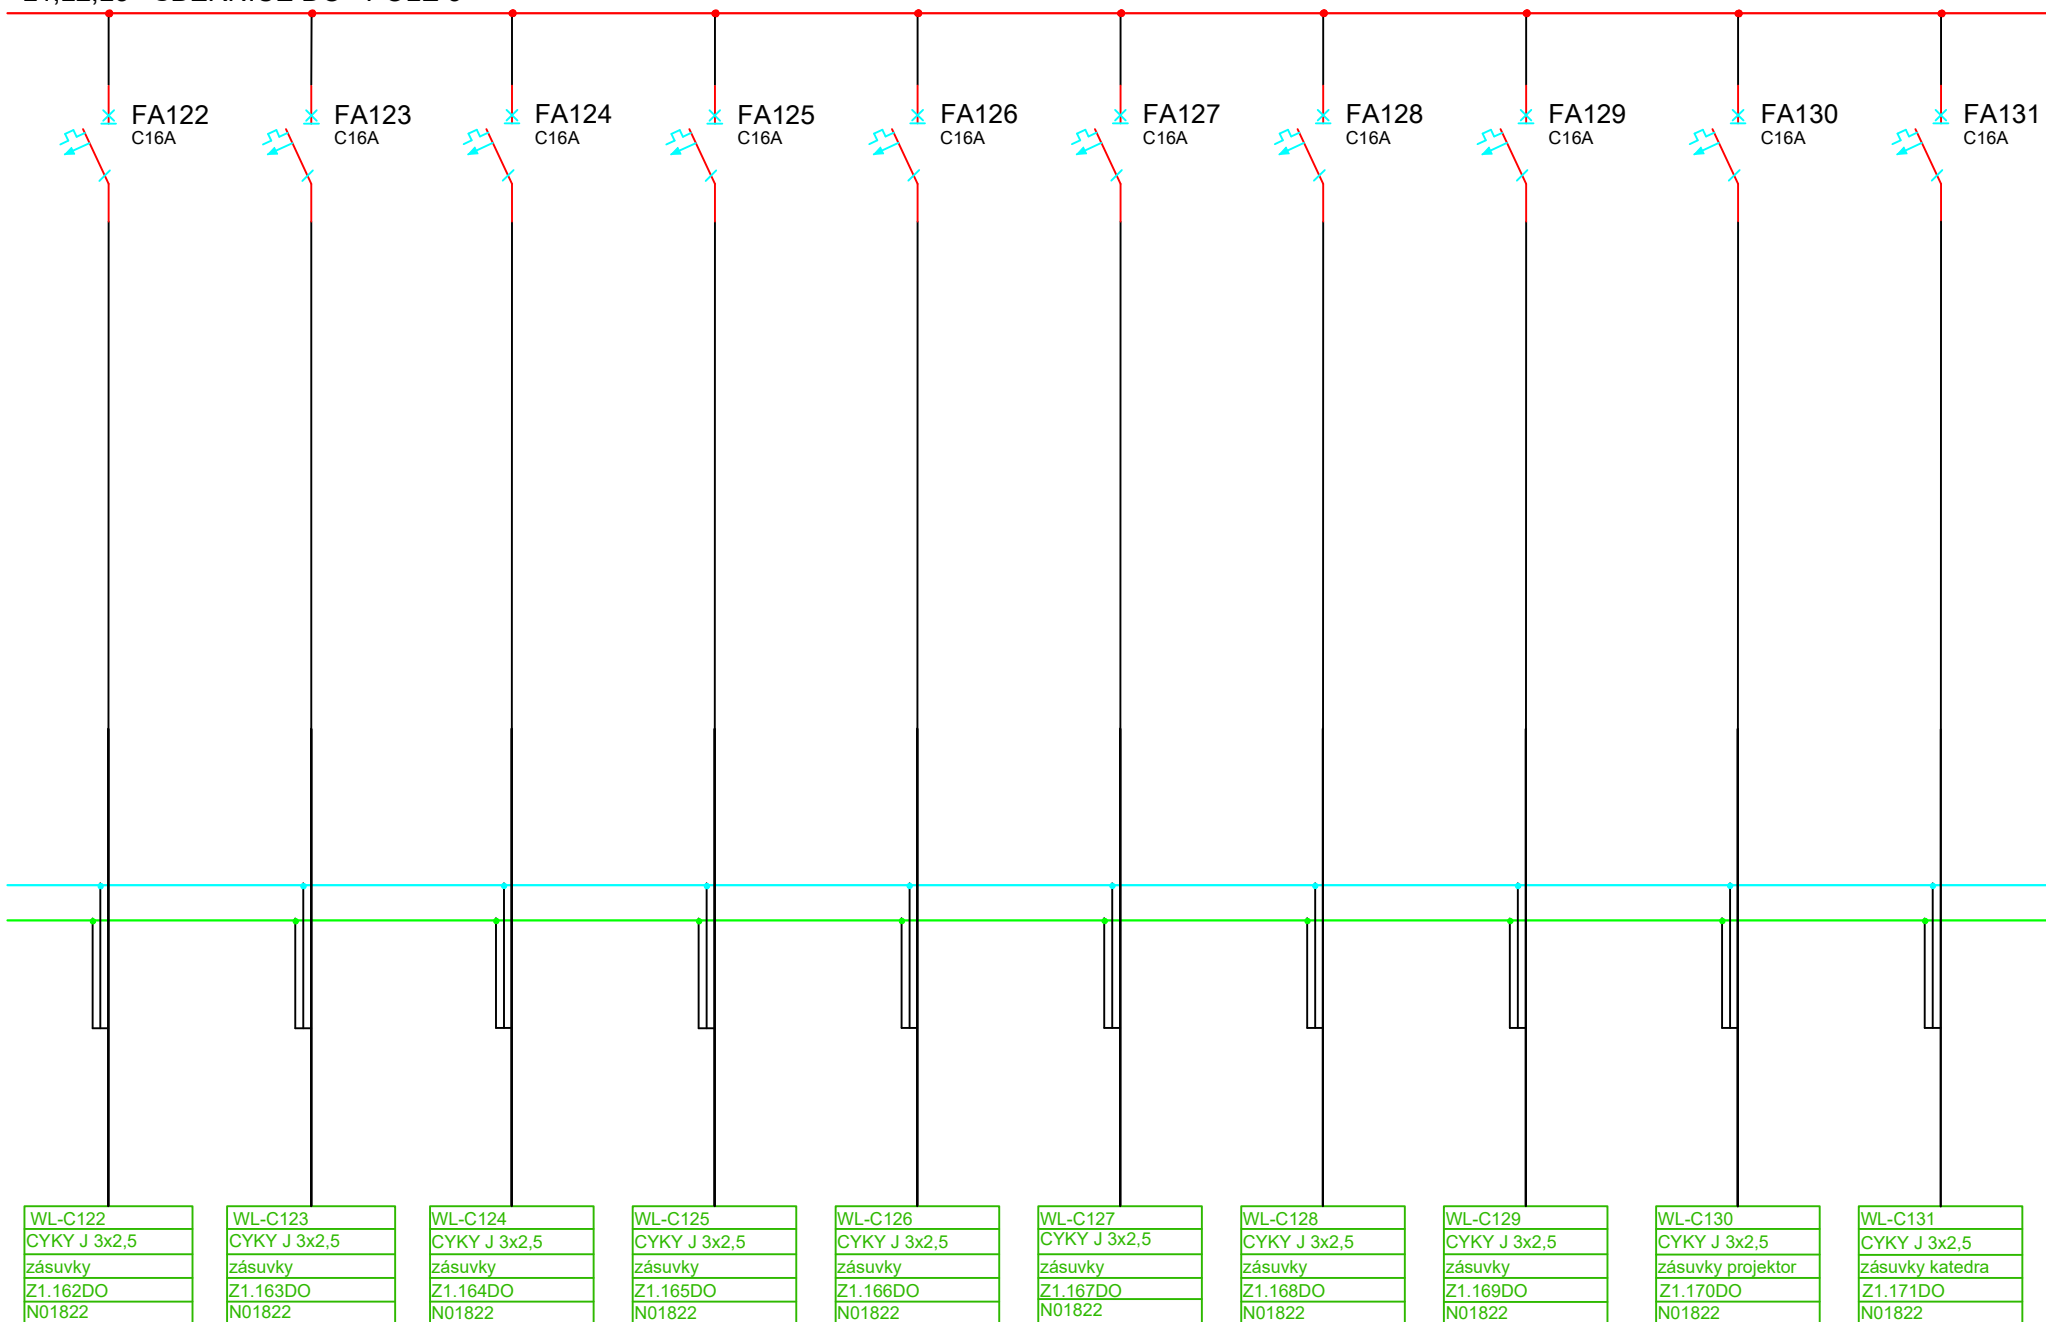 FA122 FA123 FA124 FA125 FA126 FA127 FA128 FA129 FA130 FA131
C16A C16A C16A C16A C16A C16A C16A C16A C16A C16A
WL-C122 WL-C123 WL-C124 WL-C125 WL-C126 WL-C127 WL-C128 WL-C129 WL-C130 WL-C131
CYKY J 3x2,5 CYKY J 3x2,5 CYKY J 3x2,5 CYKY J 3x2,5 CYKY J 3x2,5 CYKY J 3x2,5 CYKY J 3x2,5 CYKY J 3x2,5 CYKY J 3x2,5 CYKY J 3x2,5
zásuvky zásuvky zásuvky zásuvky zásuvky zásuvky zásuvky zásuvky zásuvky projektor zásuvky katedra
Z1.162DO Z1.163DO Z1.164DO Z1.165DO Z1.166DO Z1.167DO Z1.168DO Z1.169DO Z1.170DO Z1.171DO
N01822 N01822 N01822 N01822 N01822 N01822 N01822 N01822 N01822 N01822